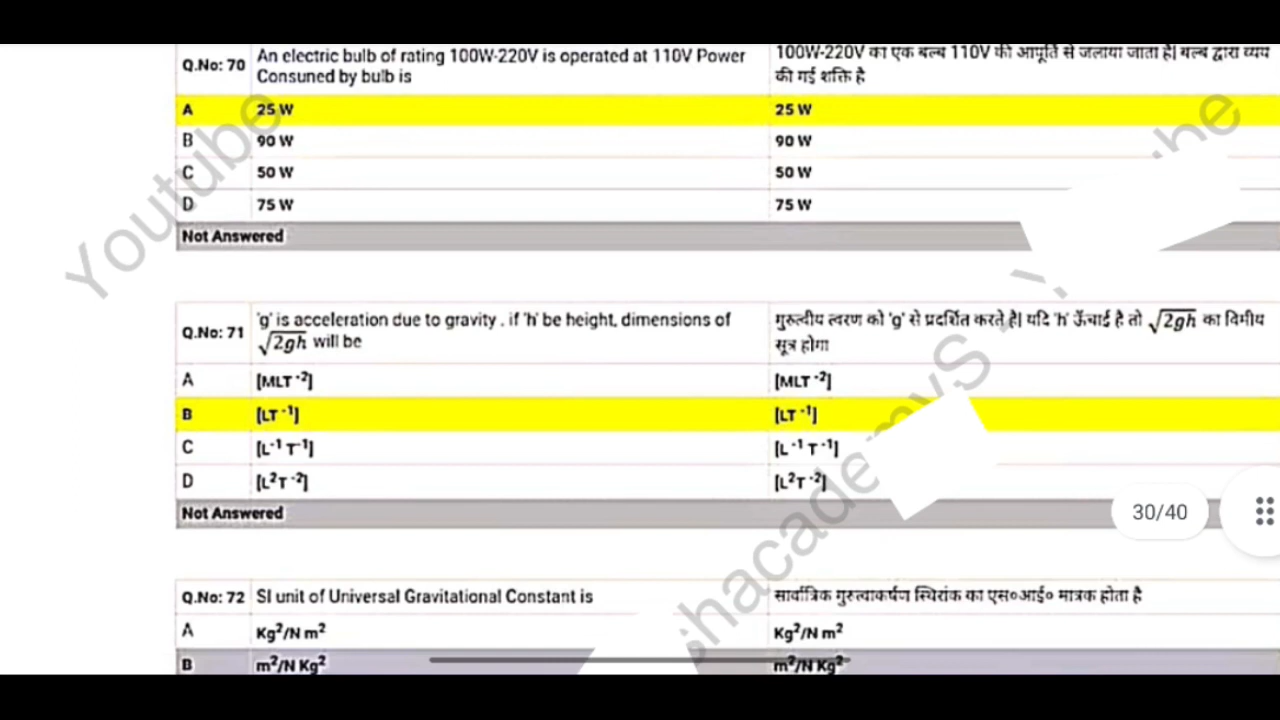 Q.No: 70 An electric bulb of rating 100W-220V is operated at 110V Power 100W-220V का एक बल्ब 110V की आपूर्ति से जलाया जाता है| बल्ब द्वारा व्यय
Consuned by bulb is की गई शक्ति है
A 25 W 25 W
B 90 W 90 W
C 50 W 50 W
D 75 W 75 W
Not Answered
Q.No: 71 'g' is acceleration due to gravity . if 'h' be height, dimensions of गुरुत्वीय त्वरण को 'g' से प्रदर्शित करते है| यदि 'h' ऊँचाई है तो √2gh का विमीय
√2gh will be सूत्र होगा
A [MLT⁻²] [MLT⁻²]
B [LT⁻¹] [LT⁻¹]
C [L⁻¹ T⁻¹] [L⁻¹ T⁻¹]
D [L²T⁻²] [L²T⁻²]
Not Answered
30/40
Q.No: 72 SI unit of Universal Gravitational Constant is सार्वात्रिक गुरुत्वाकर्षण स्थिरांक का एस०आई० मात्रक होता है
A Kg²/N m² Kg²/N m²
B m²/N Kg² m²/N Kg²
Youtube